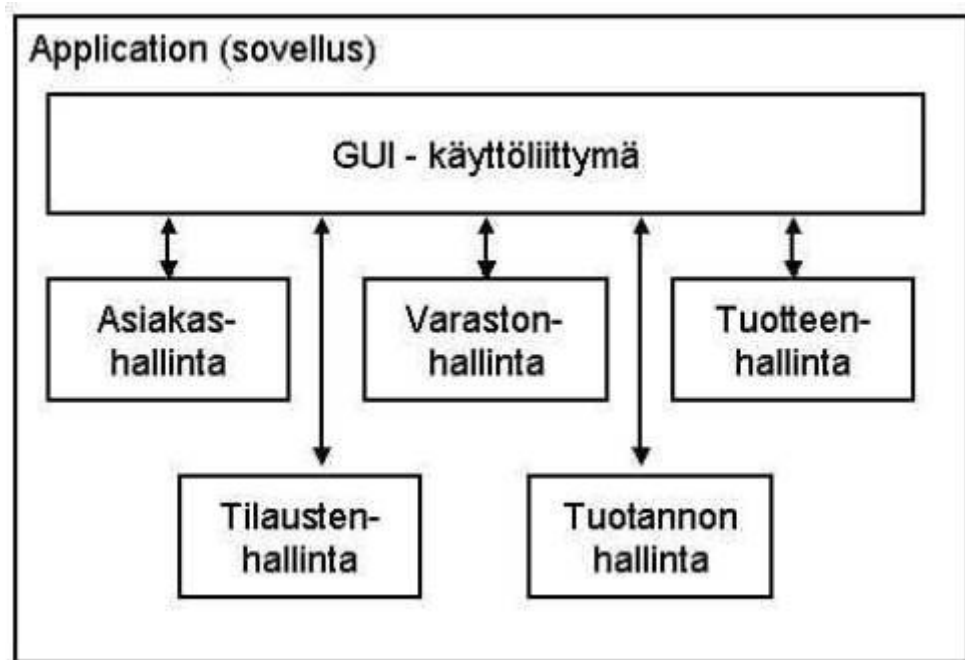 Application (sovellus)
GUI - käyttöliittymä
Asiakas-
hallinta
Varaston-
hallinta
Tuotteen-
hallinta
Tilausten-
hallinta
Tuotannon
hallinta